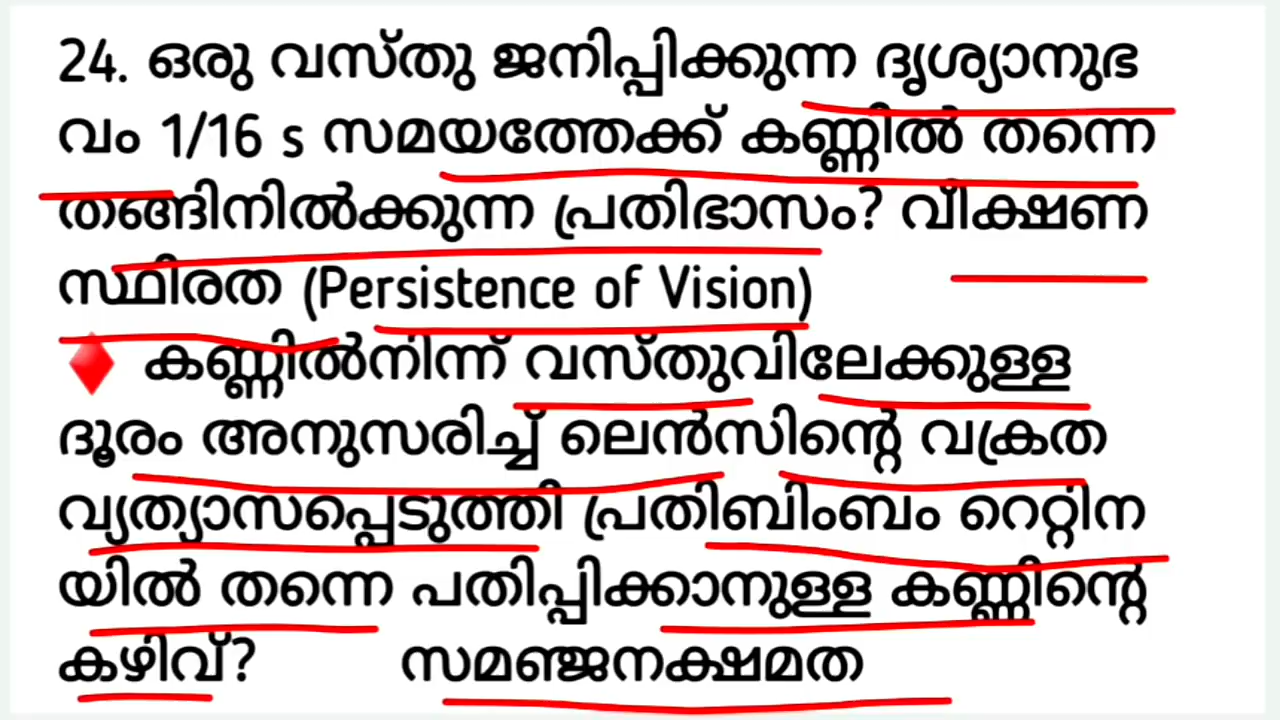 24. ഒരു വസ്തു ജനിപ്പിക്കുന്ന ദൃശ്യാനുഭ
വം 1/16 s സമയത്തേക്ക് കണ്ണിൽ തന്നെ
തങ്ങിനിൽക്കുന്ന പ്രതിഭാസം? വീക്ഷണ
സ്ഥിരത (Persistence of Vision)
♦ കണ്ണിൽനിന്ന് വസ്തുവിലേക്കുള്ള
ദൂരം അനുസരിച്ച് ലെൻസിന്റെ വക്രത
വ്യത്യാസപ്പെടുത്തി പ്രതിബിംബം റെറ്റിന
യിൽ തന്നെ പതിപ്പിക്കാനുള്ള കണ്ണിന്റെ
കഴിവ്? സമഞ്ജനക്ഷമത